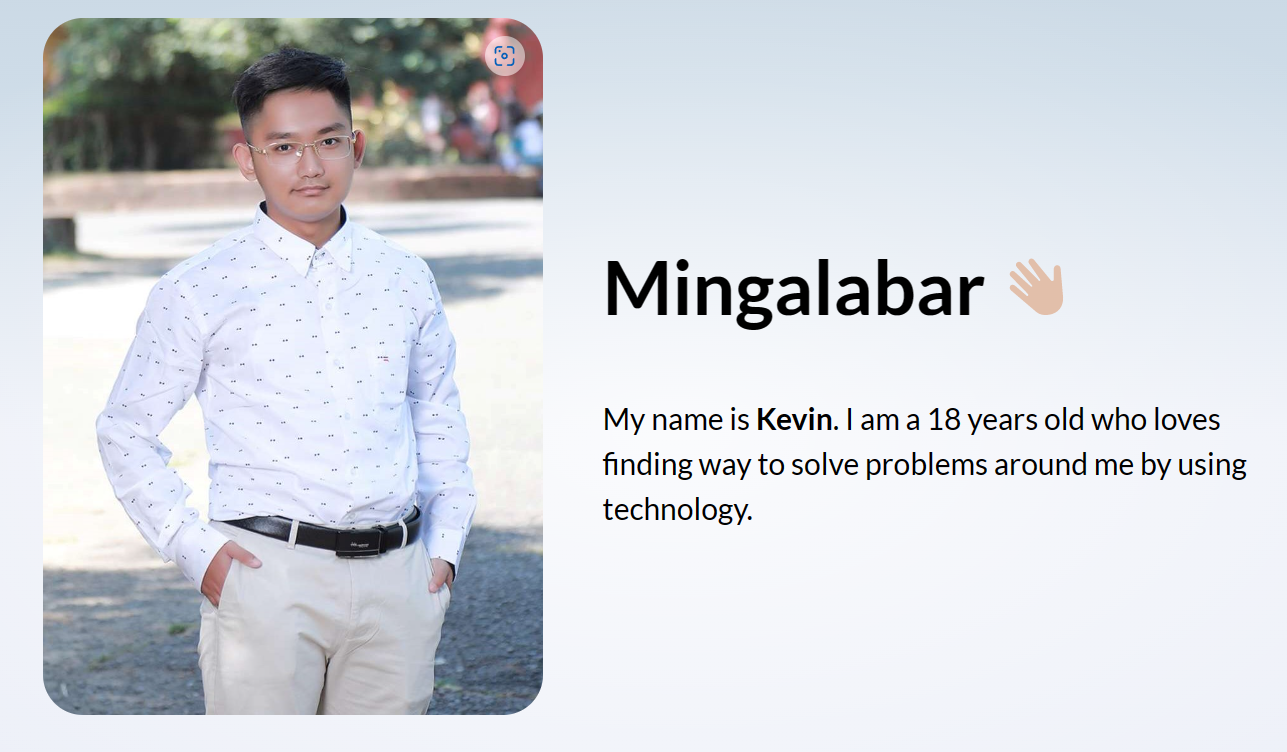 Mingalabar 👋🏼
My name is Kevin. I am a 18 years old who loves
finding way to solve problems around me by using
technology.